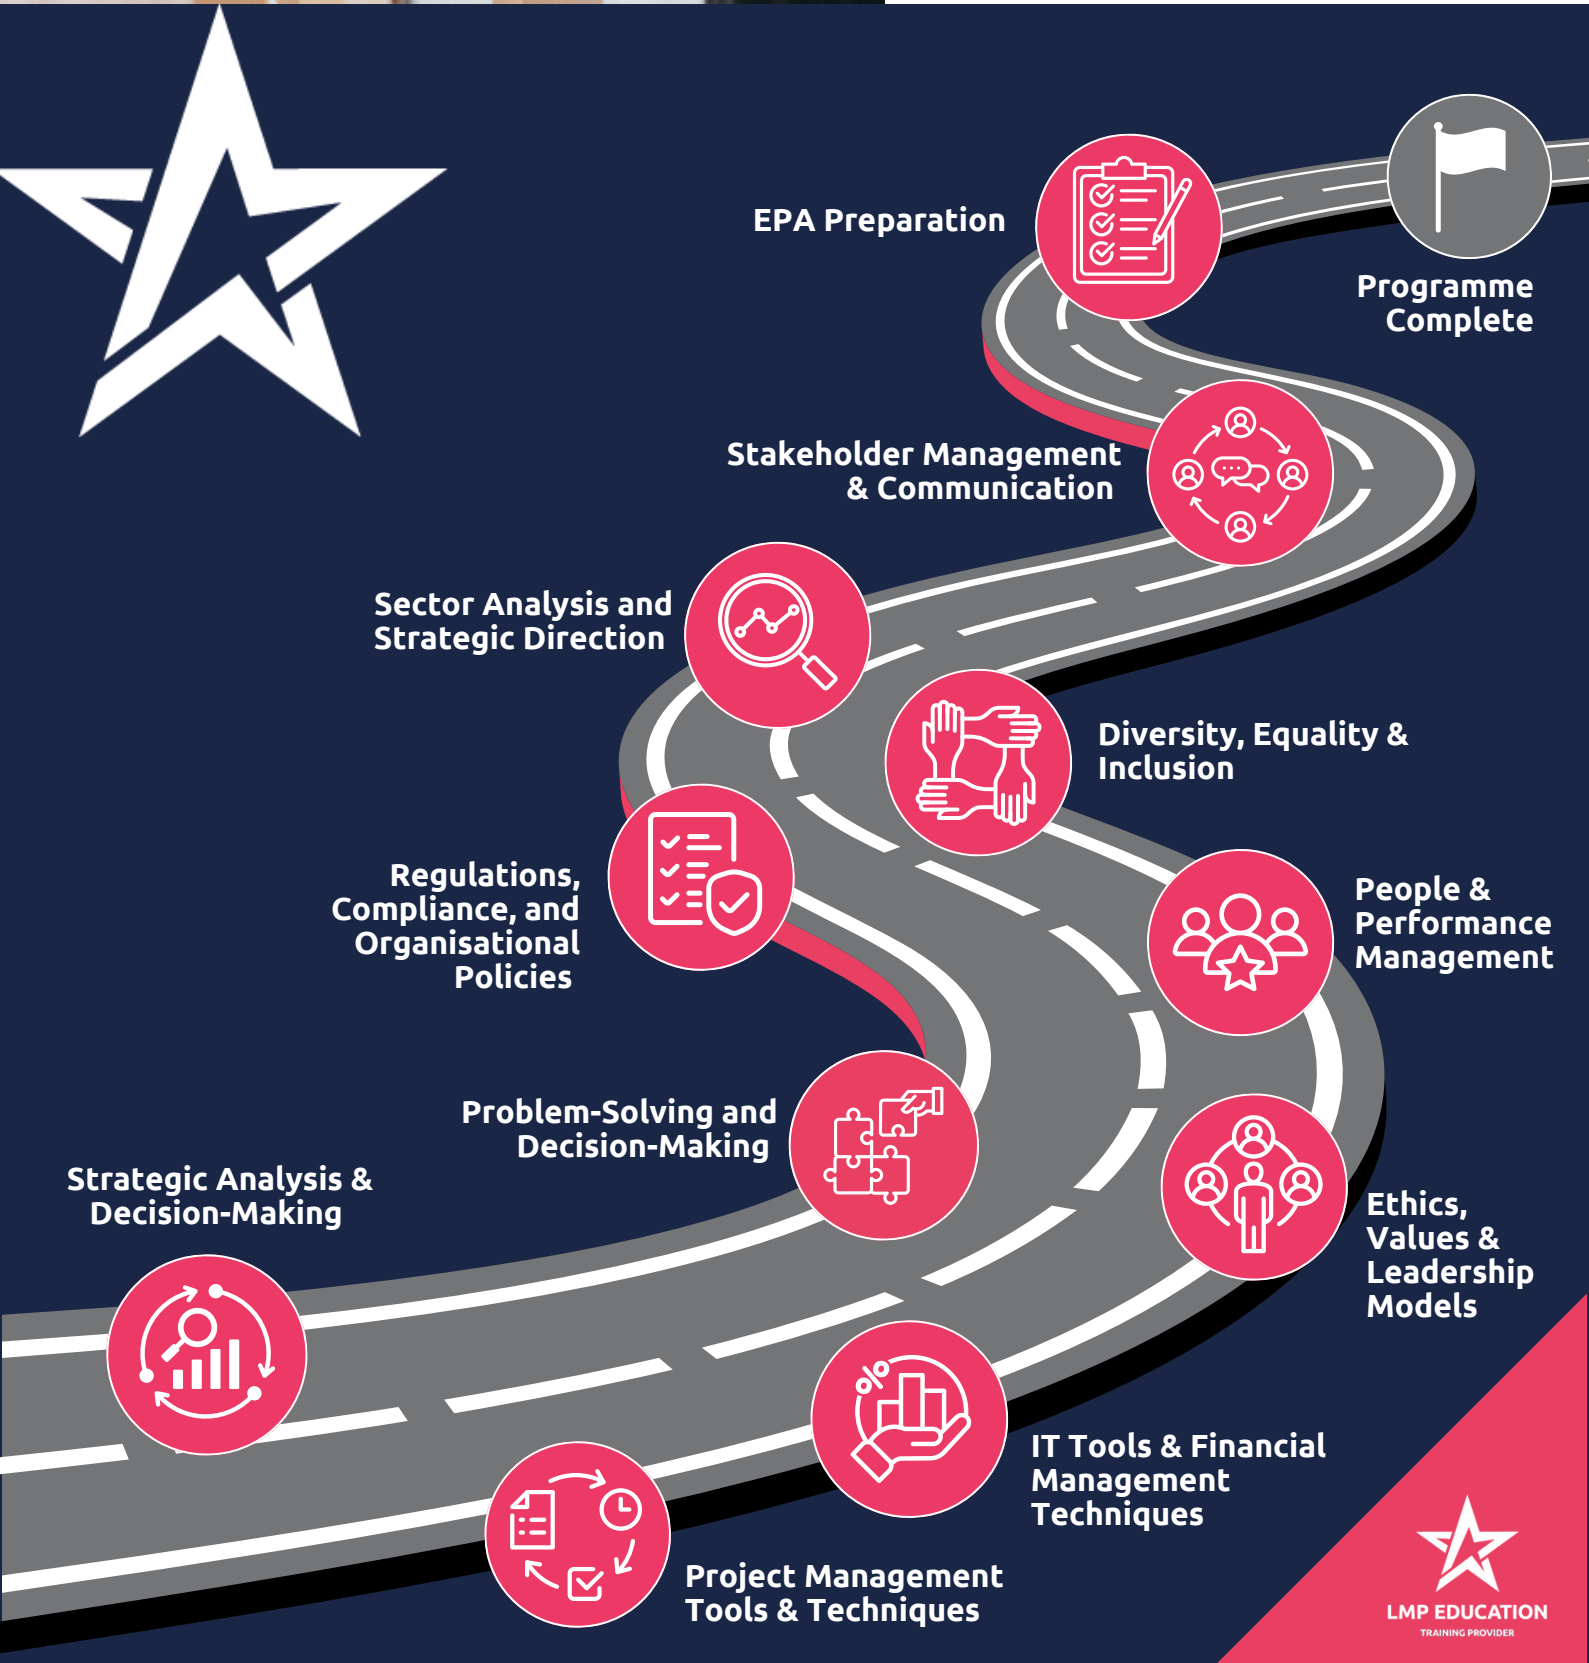 EPA Preparation
Programme
Complete
Stakeholder Management
& Communication
Sector Analysis and
Strategic Direction
Diversity, Equality &
Inclusion
Regulations,
Compliance, and
Organisational
Policies
People &
Performance
Management
Problem-Solving and
Decision-Making
Strategic Analysis &
Decision-Making
Ethics,
Values &
Leadership
Models
IT Tools & Financial
Management
Techniques
Project Management
Tools & Techniques
%
LMP EDUCATION
TRAINING PROVIDER